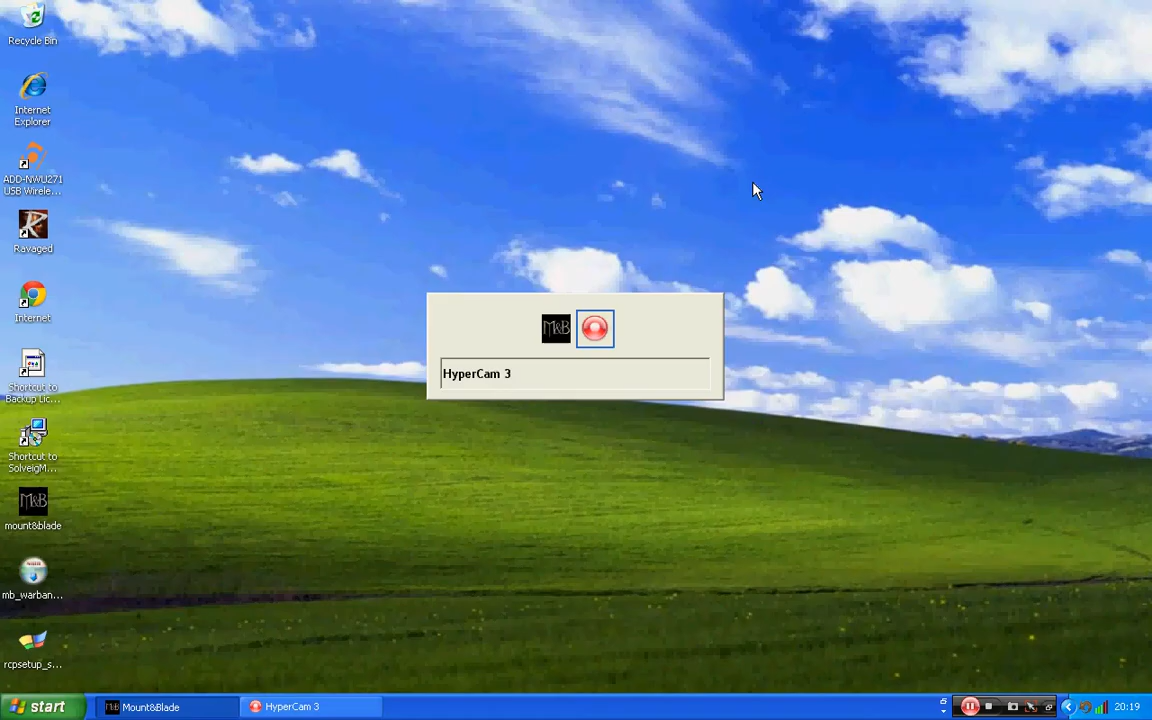 Recycle Bin
Internet
Explorer
ADD-NWU271
USB Wirele...
Ravaged
Internet
Shortcut to
Backup Lic...
Shortcut to
SolveigM...
M&B
mount&blade
mb_warban...
rcpsetup_s...
M&B
HyperCam 3
start
M&B
Mount&Blade
HyperCam 3
20:19